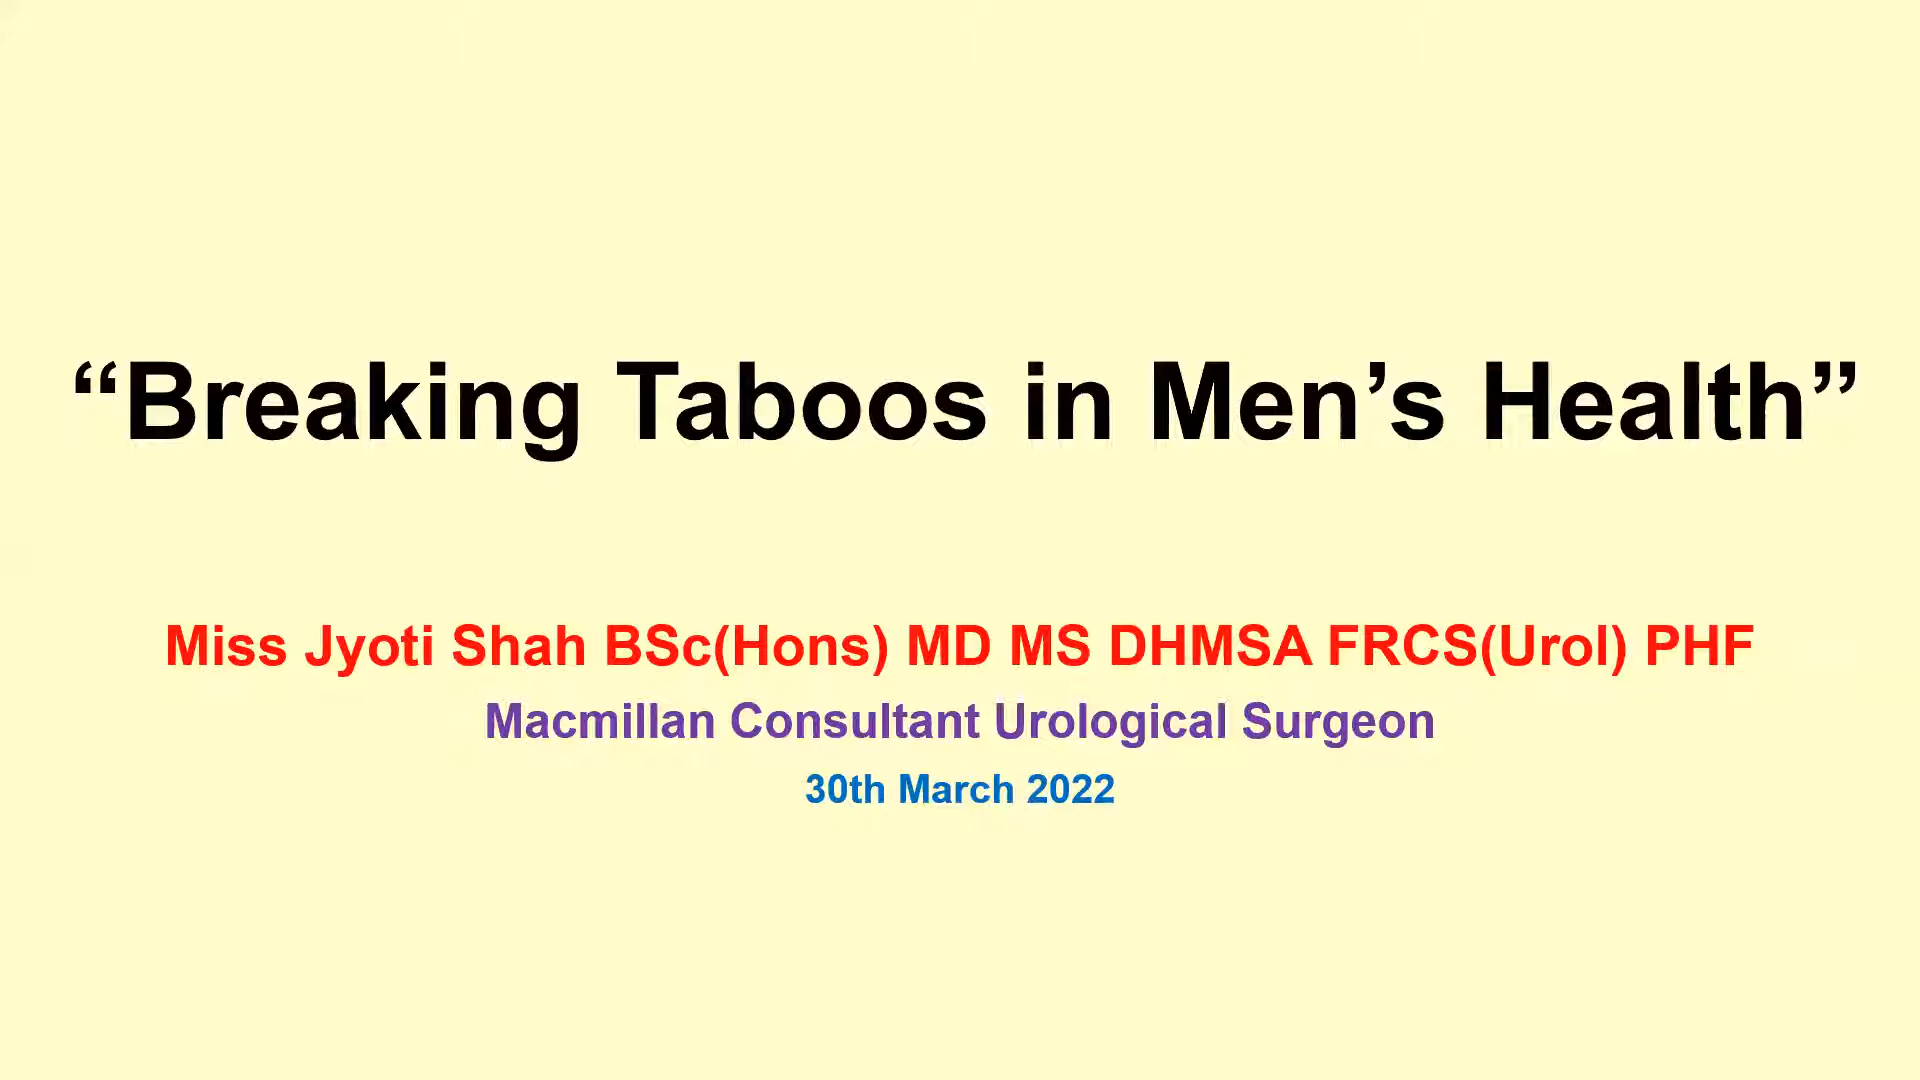 “Breaking Taboos in Men’s Health”
Miss Jyoti Shah BSc(Hons) MD MS DHMSA FRCS(Urol) PHF
Macmillan Consultant Urological Surgeon
30th March 2022